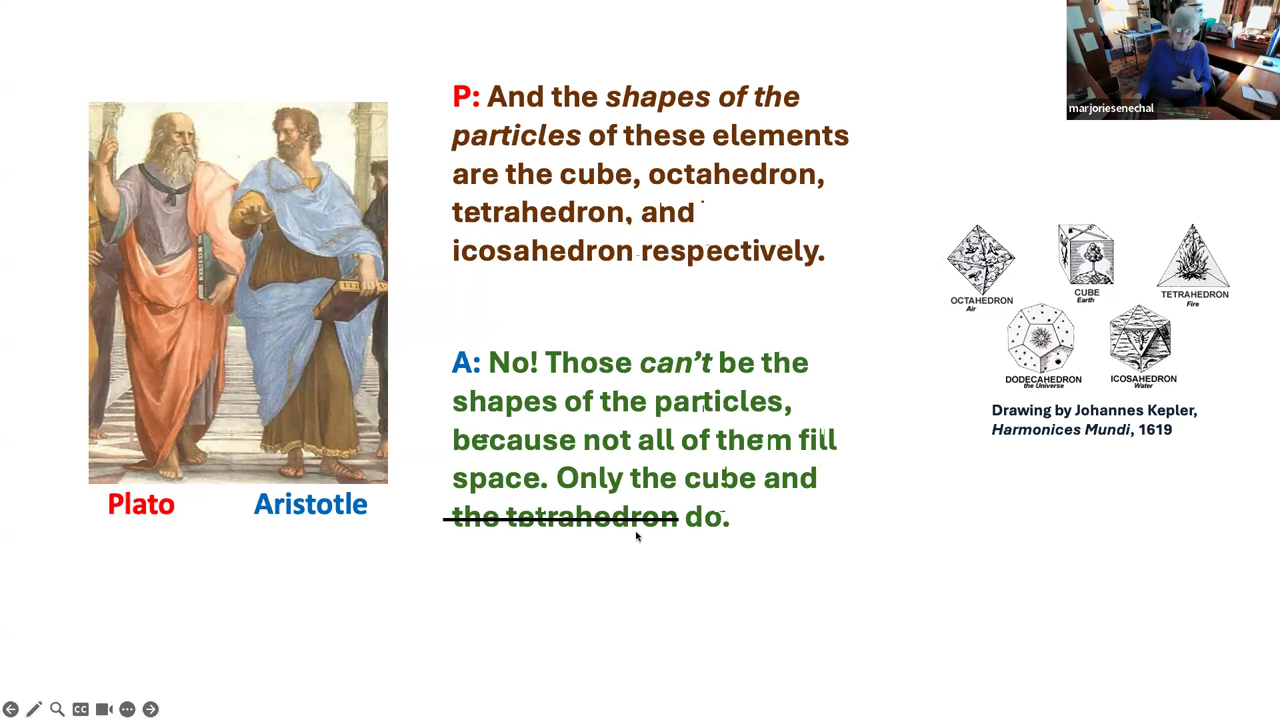 marjoriesenechal
P: And the shapes of the
particles of these elements
are the cube, octahedron,
tetrahedron, and
icosahedron respectively.
A: No! Those can't be the
shapes of the particles,
because not all of them fill
space. Only the cube and
the tetrahedron do.
Plato
Aristotle
OCTAHEDRON
Air
CUBE
Earth
TETRAHEDRON
Fire
DODECAHEDRON
the Universe
ICOSAHEDRON
Water
Drawing by Johannes Kepler,
Harmonices Mundi, 1619
CC